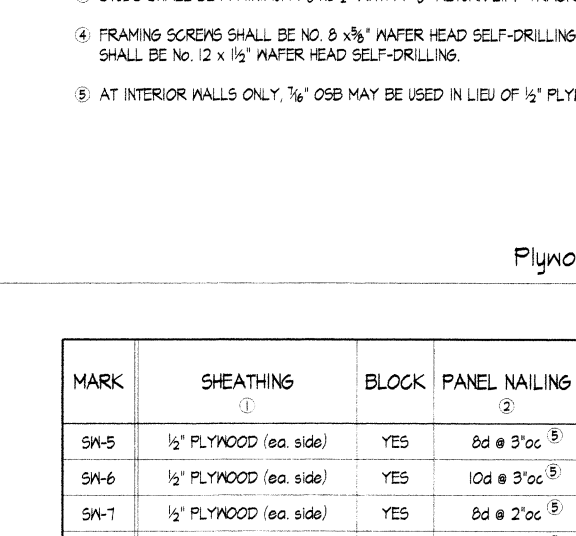 ④ FRAMING SCREWS SHALL BE NO. 8 x⅝" WAFER HEAD SELF-DRILLING
SHALL BE No. 12 x 1½" WAFER HEAD SELF-DRILLING.
⑤ AT INTERIOR WALLS ONLY, 7/16" OSB MAY BE USED IN LIEU OF ½"
MARK SHEATHING BLOCK PANEL NAILING
① ②
SW-5 ½" PLYWOOD (ea. side) YES 8d @ 3"oc ⑤
SW-6 ½" PLYWOOD (ea. side) YES 10d @ 3"oc ⑤
SW-7 ½" PLYWOOD (ea. side) YES 8d @ 2"oc ⑤